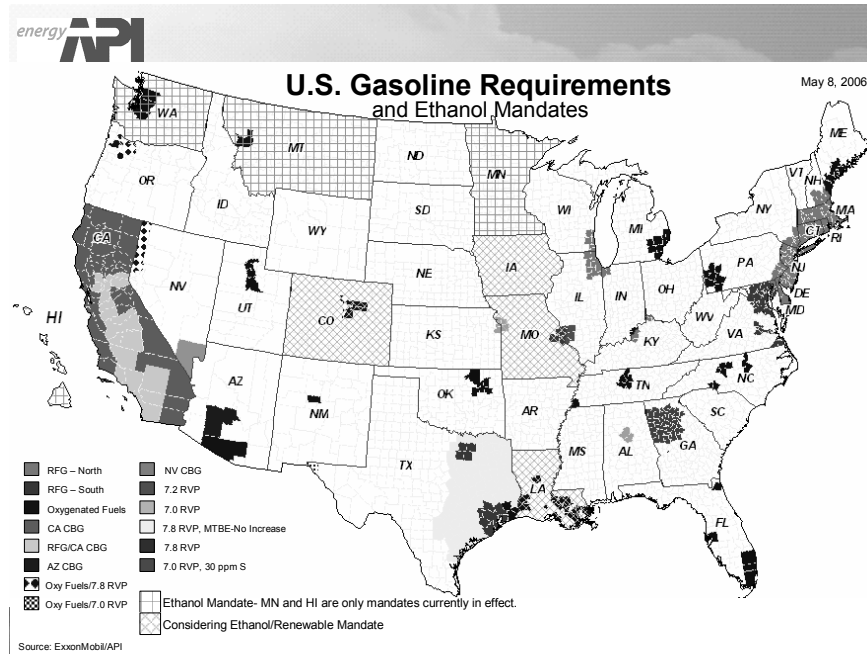 energy API
U.S. Gasoline Requirements
and Ethanol Mandates
May 8, 2006
WA
OR
CA
ID
NV
MT
WY
UT
AZ
CO
NM
ND
SD
NE
KS
OK
TX
MN
IA
MO
AR
LA
WI
IL
MI
IN
OH
KY
TN
MS
AL
GA
FL
SC
NC
VA
WV
PA
NY
VT
NH
ME
MA
RI
CT
NJ
DE
MD
HI
RFG – North
RFG – South
Oxygenated Fuels
CA CBG
RFG/CA CBG
AZ CBG
Oxy Fuels/7.8 RVP
Oxy Fuels/7.0 RVP
NV CBG
7.2 RVP
7.0 RVP
7.8 RVP, MTBE-No Increase
7.8 RVP
7.0 RVP, 30 ppm S
Ethanol Mandate- MN and HI are only mandates currently in effect.
Considering Ethanol/Renewable Mandate
Source: ExxonMobil/API